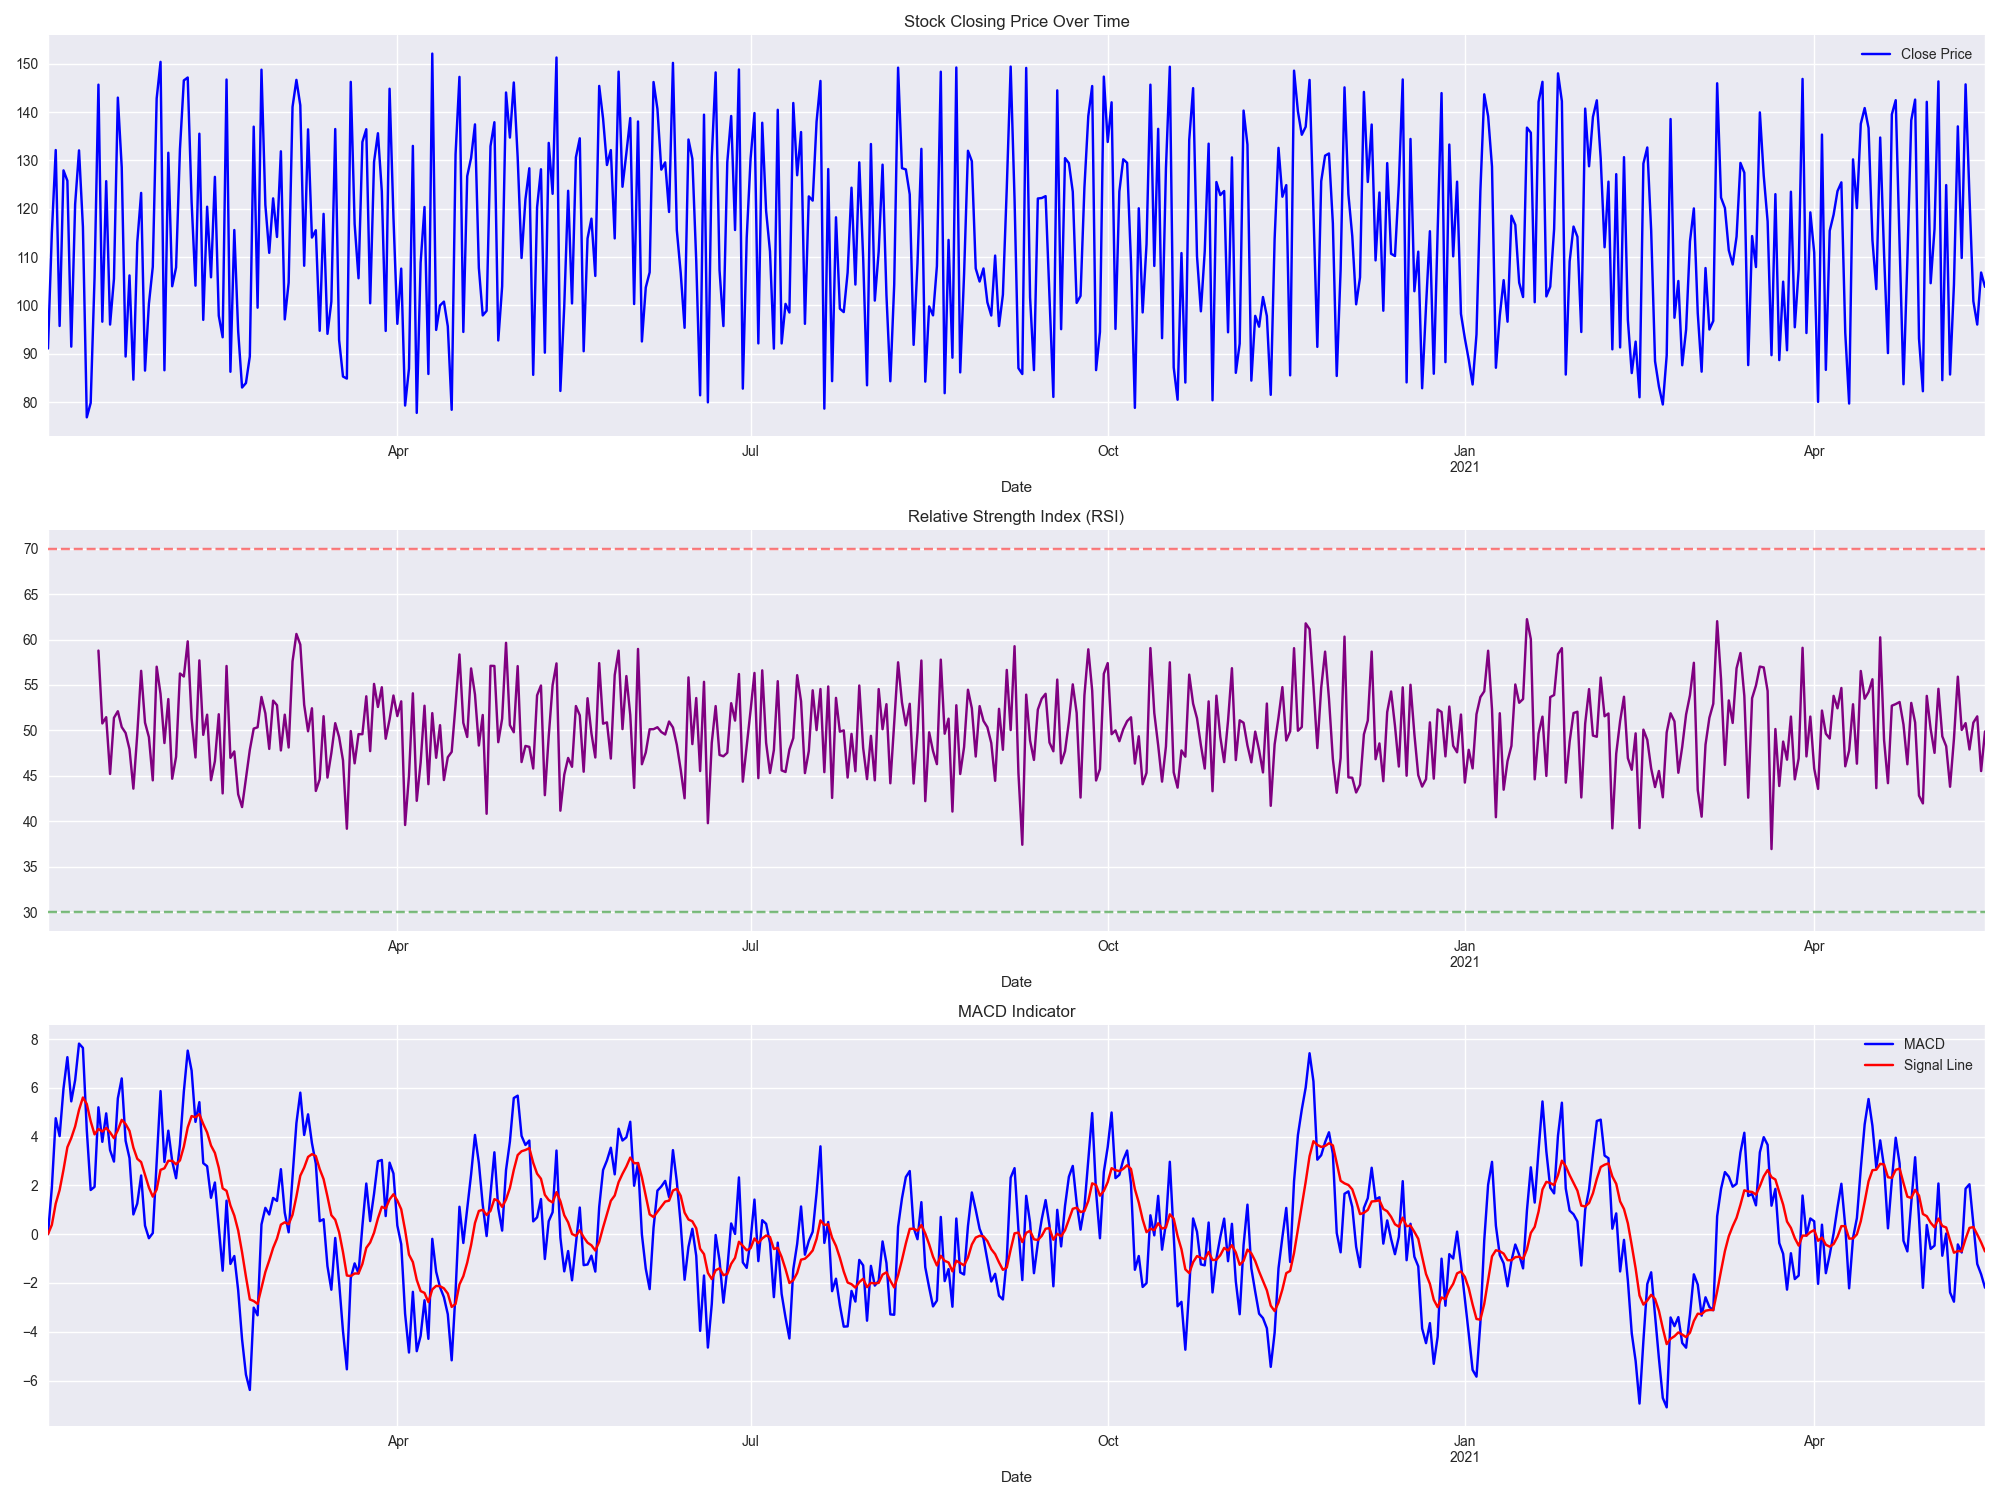 Stock Closing Price Over Time
Close Price
150
140
130
120
110
100
90
80
Apr
Jul
Oct
Jan
2021
Apr
Date
Relative Strength Index (RSI)
70
65
60
55
50
45
40
35
30
Apr
Jul
Oct
Jan
2021
Apr
Date
MACD Indicator
MACD
Signal Line
8
6
4
2
0
−2
−4
−6
Apr
Jul
Oct
Jan
2021
Apr
Date